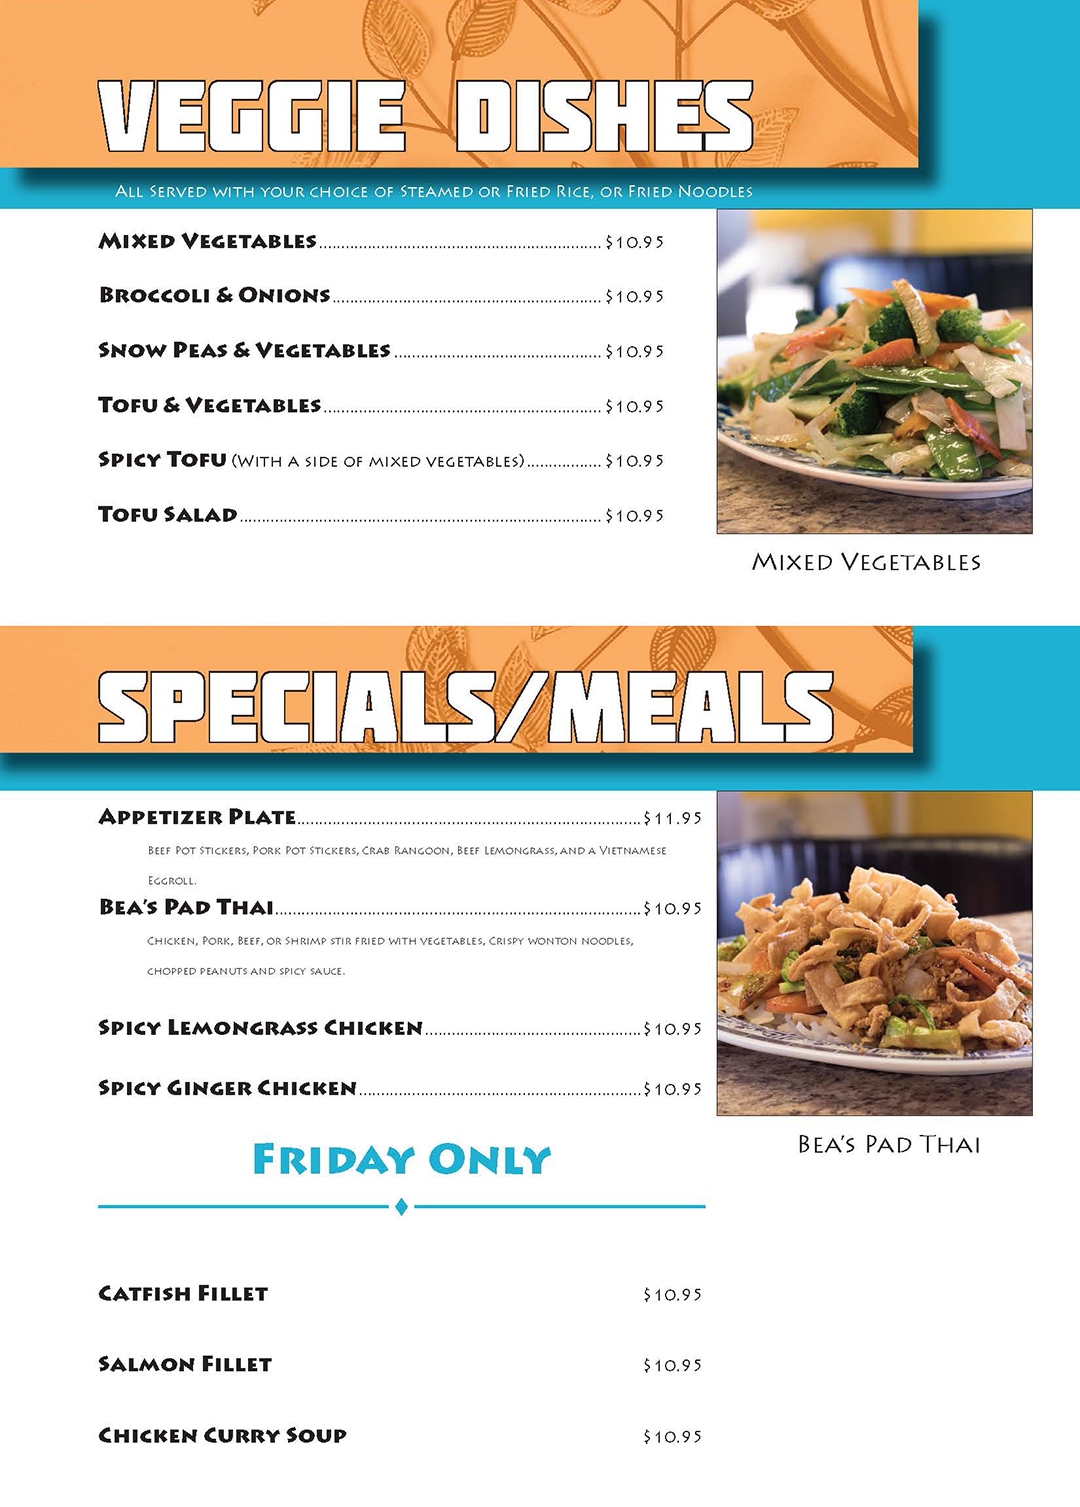 VEGGIE DISHES
All Served with your choice of Steamed or Fried Rice, or Fried Noodles
Mixed Vegetables $10.95
Broccoli & Onions $10.95
Snow Peas & Vegetables $10.95
Tofu & Vegetables $10.95
Spicy Tofu (With a side of mixed vegetables) $10.95
Tofu Salad $10.95
Mixed Vegetables
SPECIALS/MEALS
Appetizer Plate $11.95
Beef Pot Stickers, Pork Pot Stickers, Crab Rangoon, Beef Lemongrass, and a Vietnamese
Eggroll.
Bea's Pad Thai $10.95
Chicken, Pork, Beef, or Shrimp stir fried with vegetables, Crispy wonton noodles,
chopped peanuts and spicy sauce.
Spicy Lemongrass Chicken $10.95
Spicy Ginger Chicken $10.95
Bea's Pad Thai
Friday Only
Catfish Fillet $10.95
Salmon Fillet $10.95
Chicken Curry Soup $10.95